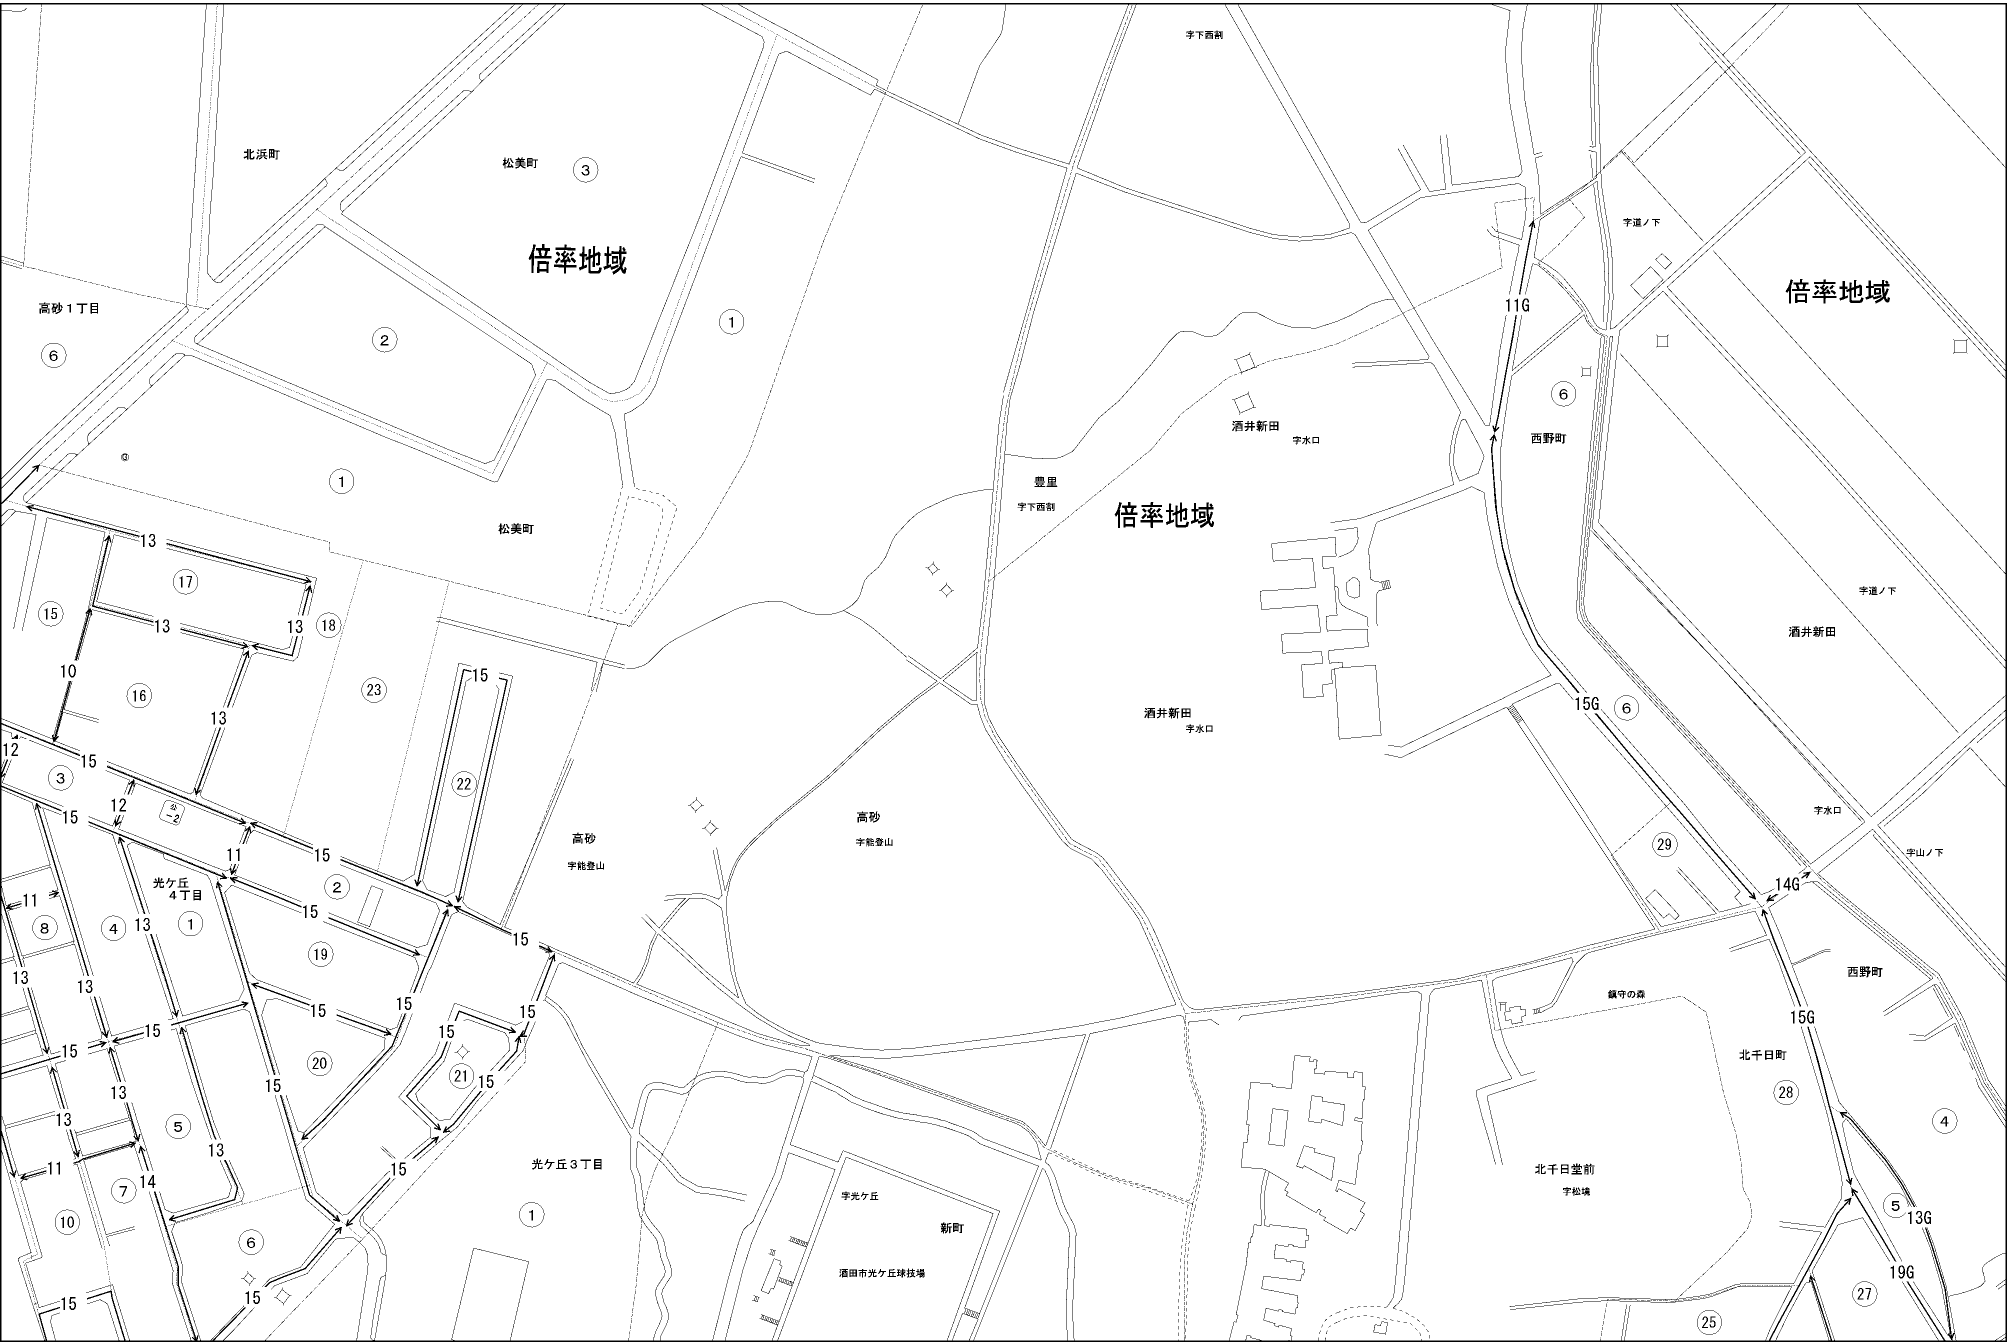 字下西割
北浜町
松美町
③
倍率地域
字道ノ下
倍率地域
高砂1丁目
⑥
②
①
11G
⑥
酒井新田
字水口
西野町
①
豊里
字下西割
倍率地域
松美町
13
⑰
⑮
13
13
⑱
字道ノ下
酒井新田
10
⑯
㉓
15
13
酒井新田
字水口
15G
⑥
12
15
③
㉒
12
公
-2
15
高砂
字能登山
高砂
字能登山
字水口
11
15
㉙
字山ノ下
光ケ丘
4丁目
②
14G
11
⑧
④
13
①
15
⑲
15
13
13
15
15
15
15
西野町
鎮守の森
15G
15
15
北千日町
⑳
㉑
15
15
㉘
13
13
⑤
13
④
11
⑦
14
15
光ケ丘3丁目
①
北千日堂前
字松境
字光ケ丘
新町
⑤
13G
⑩
⑥
酒田市光ケ丘球技場
19G
15
15
㉗
㉕